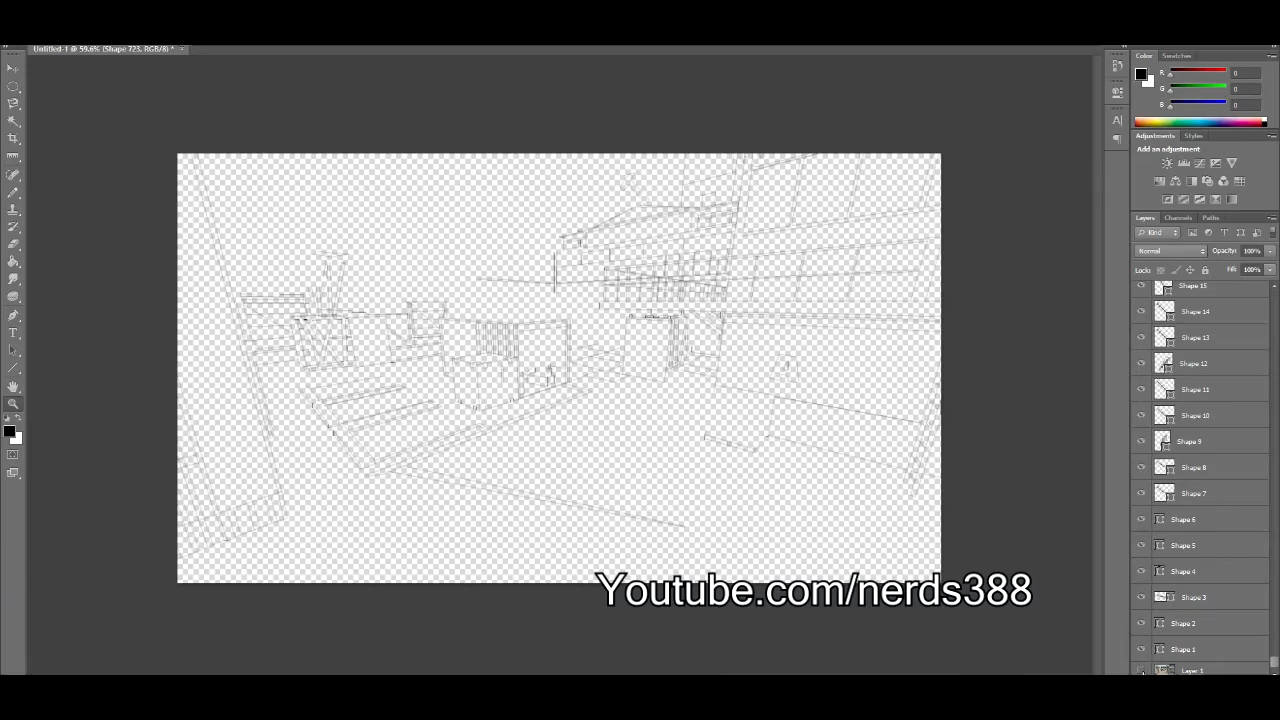 Untitled-1 @ 59.6% (Shape 723, RGB/8) *
Color Swatches
R 0
G 0
B 0
Adjustments Styles
Add an adjustment
Layers Channels Paths
Kind
Normal Opacity: 100%
Lock: Fill: 100%
Shape 15
Shape 14
Shape 13
Shape 12
Shape 11
Shape 10
Shape 9
Shape 8
Shape 7
Shape 6
Shape 5
Shape 4
Shape 3
Shape 2
Shape 1
Layer 1
Youtube.com/nerds388